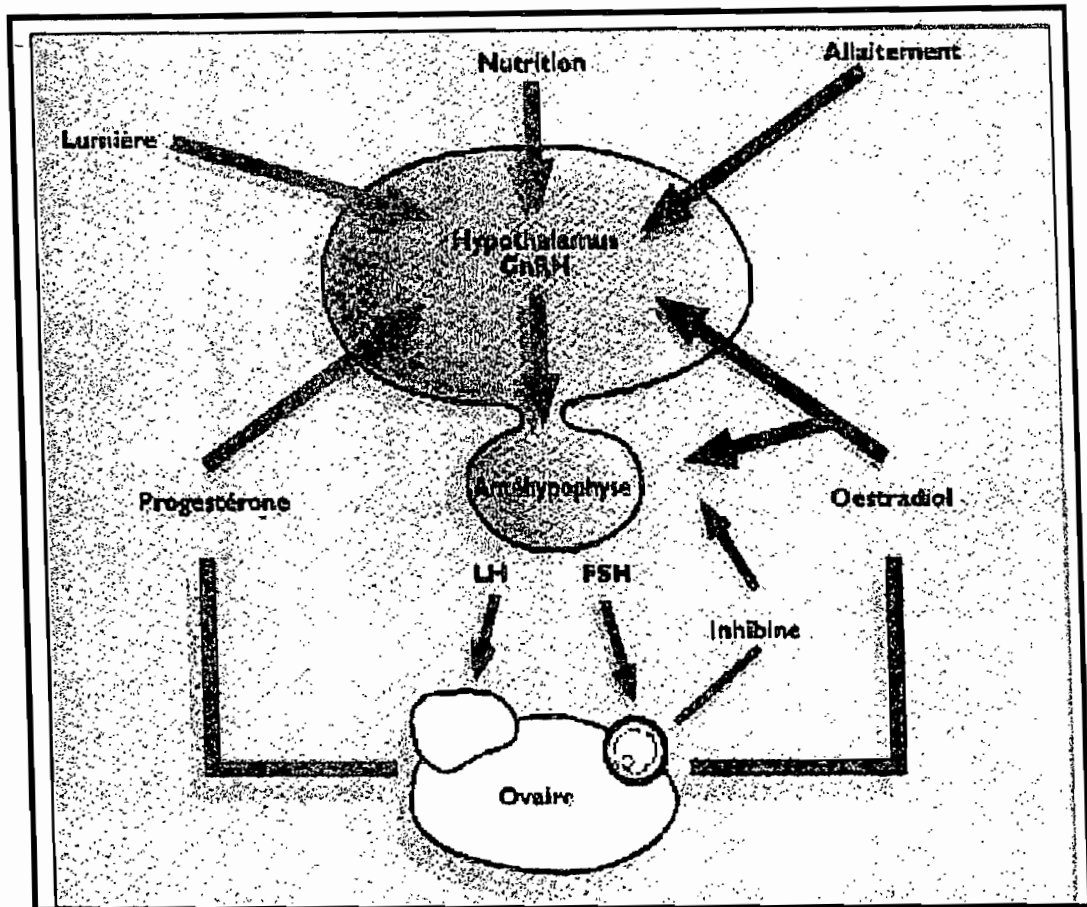 Nutrition
Allaitement
Lumière
Hypothalamus
GnRH
Progestérone
Antéhypophyse
Oestradiol
LH
FSH
Inhibine
Ovaire